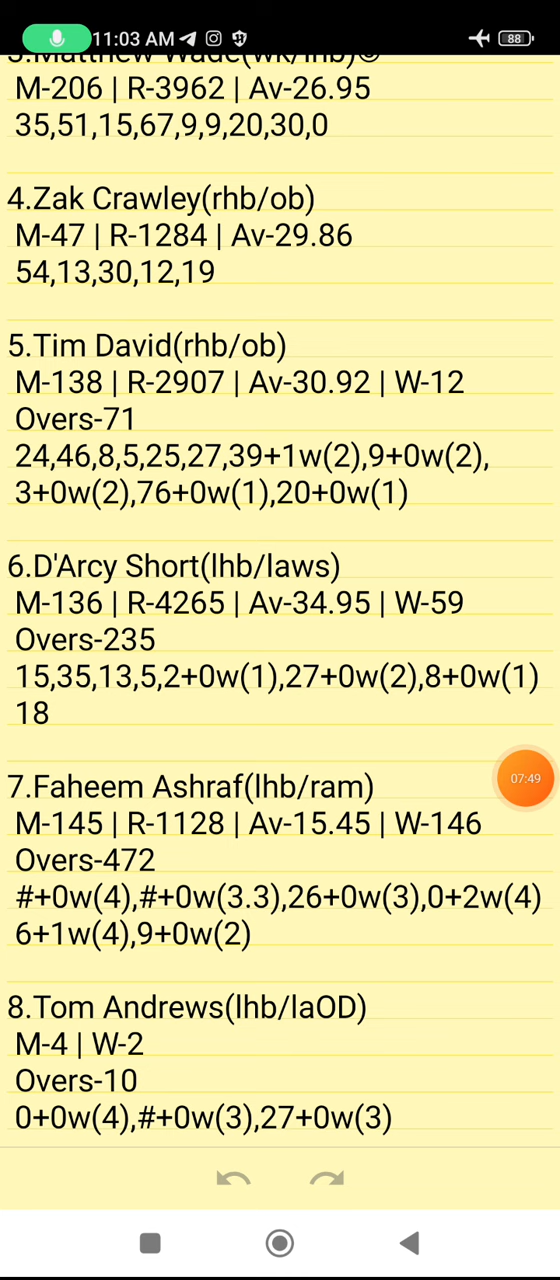 11:03 AM 88
3.Matthew Wade(wk/lhb)©
M-206 | R-3962 | Av-26.95
35,51,15,67,9,9,20,30,0
4.Zak Crawley(rhb/ob)
M-47 | R-1284 | Av-29.86
54,13,30,12,19
5.Tim David(rhb/ob)
M-138 | R-2907 | Av-30.92 | W-12
Overs-71
24,46,8,5,25,27,39+1w(2),9+0w(2),
3+0w(2),76+0w(1),20+0w(1)
6.D'Arcy Short(lhb/laws)
M-136 | R-4265 | Av-34.95 | W-59
Overs-235
15,35,13,5,2+0w(1),27+0w(2),8+0w(1)
18
07:49
7.Faheem Ashraf(lhb/ram)
M-145 | R-1128 | Av-15.45 | W-146
Overs-472
#+0w(4),#+0w(3.3),26+0w(3),0+2w(4)
6+1w(4),9+0w(2)
8.Tom Andrews(lhb/laOD)
M-4 | W-2
Overs-10
0+0w(4),#+0w(3),27+0w(3)